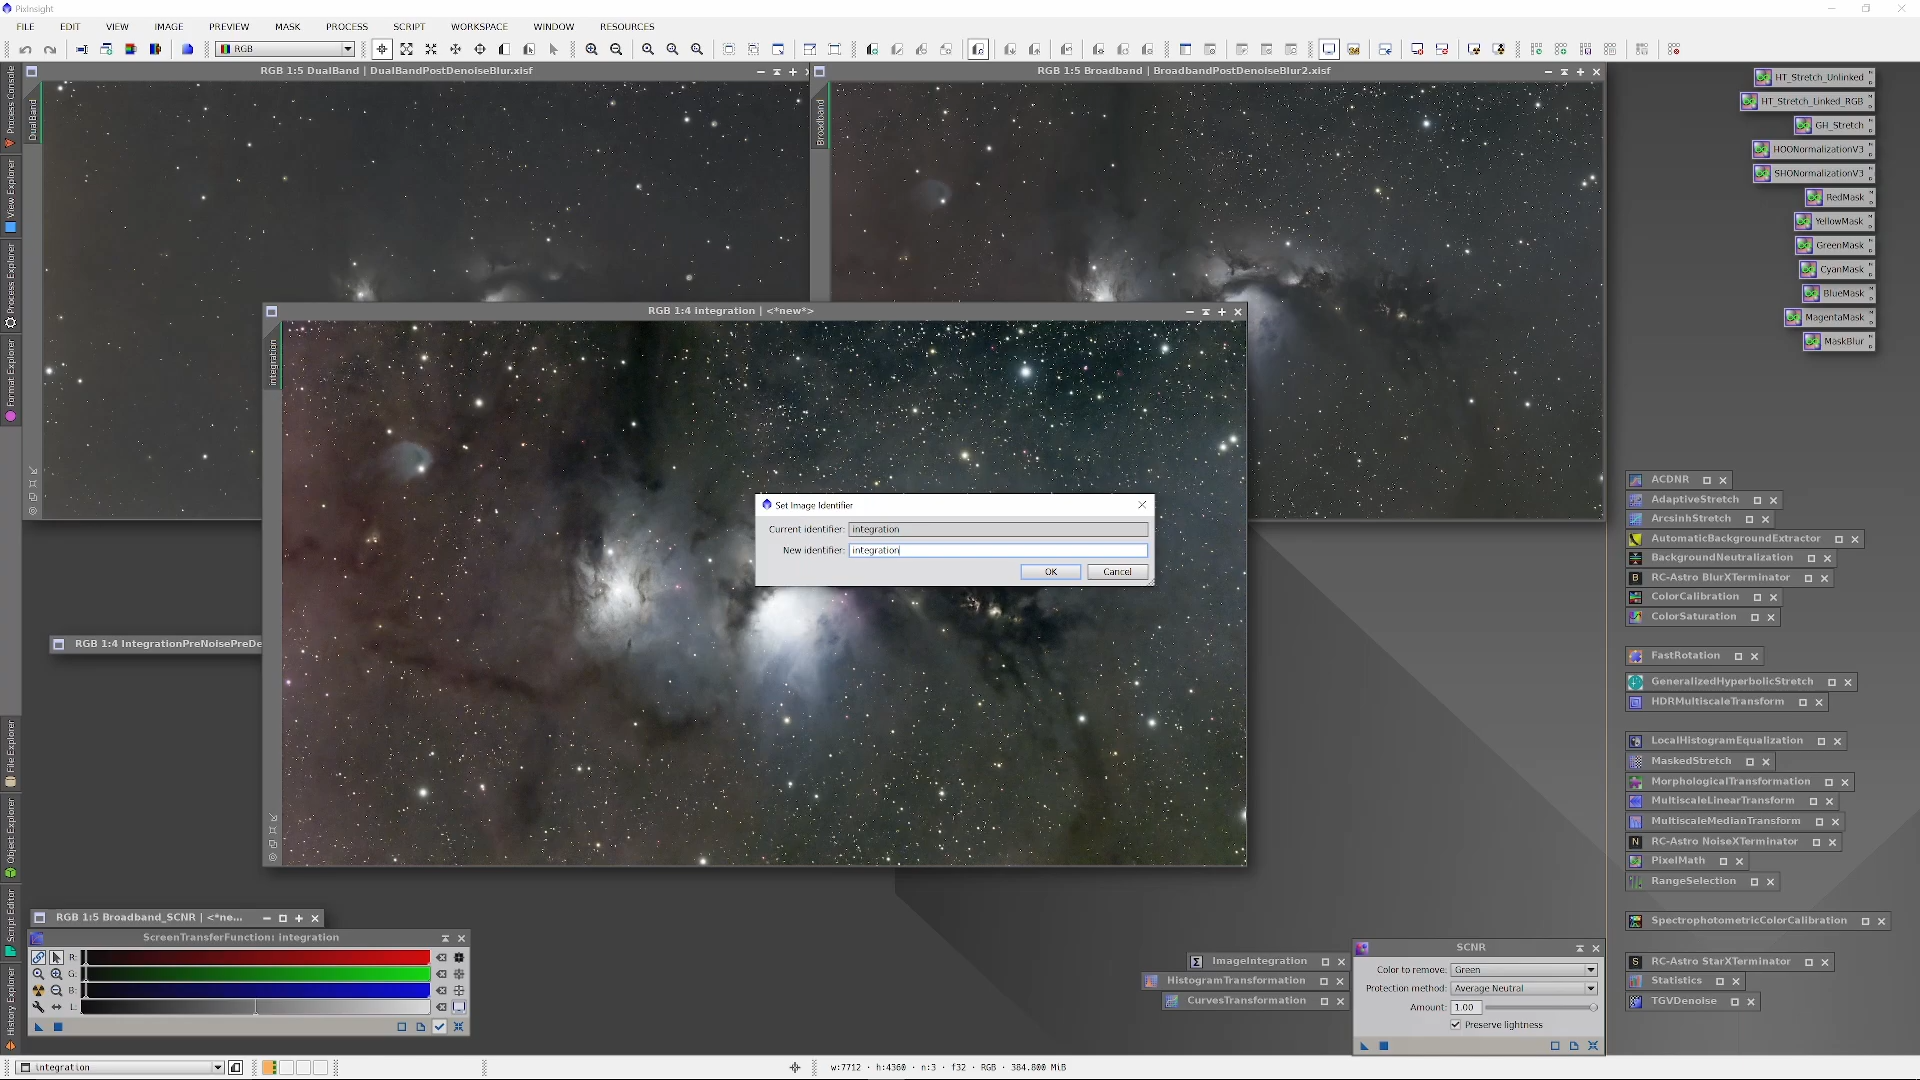 PixInsight
FILE EDIT VIEW IMAGE PREVIEW MASK PROCESS SCRIPT WORKSPACE WINDOW RESOURCES
RGB
RGB 1:5 DualBand | DualBandPostDenoiseBlur.xisf
RGB 1:5 Broadband | BroadbandPostDenoiseBlur2.xisf
Process Console
View Explorer
Process Explorer
Format Explorer
File Explorer
Object Explorer
Script Editor
History Explorer
DualBand
Broadband
HT_Stretch_Unlinked
HT_Stretch_Linked_RGB
GH_Stretch
HOONormalizationV3
SHONormalizationV3
RedMask
YellowMask
GreenMask
CyanMask
BlueMask
MagentaMask
MaskBlur
RGB 1:4 integration | <*new*>
integration
Set Image Identifier
Current identifier: integration
New identifier: integration
OK Cancel
RGB 1:4 IntegrationPreNoisePreDe
ACDNR
AdaptiveStretch
ArcsinhStretch
AutomaticBackgroundExtractor
BackgroundNeutralization
RC-Astro BlurXTerminator
ColorCalibration
ColorSaturation
FastRotation
GeneralizedHyperbolicStretch
HDRMultiscaleTransform
LocalHistogramEqualization
MaskedStretch
MorphologicalTransformation
MultiscaleLinearTransform
MultiscaleMedianTransform
RC-Astro NoiseXTerminator
PixelMath
RangeSelection
SpectrophotometricColorCalibration
RC-Astro StarXTerminator
Statistics
TGVDenoise
RGB 1:5 Broadband_SCNR | <*ne...
ScreenTransferFunction: integration
R:
G:
B:
L:
ImageIntegration
HistogramTransformation
CurvesTransformation
SCNR
Color to remove: Green
Protection method: Average Neutral
Amount: 1.00
Preserve lightness
integration
w:7712 · h:4360 · n:3 · f32 · RGB · 384.800 MiB